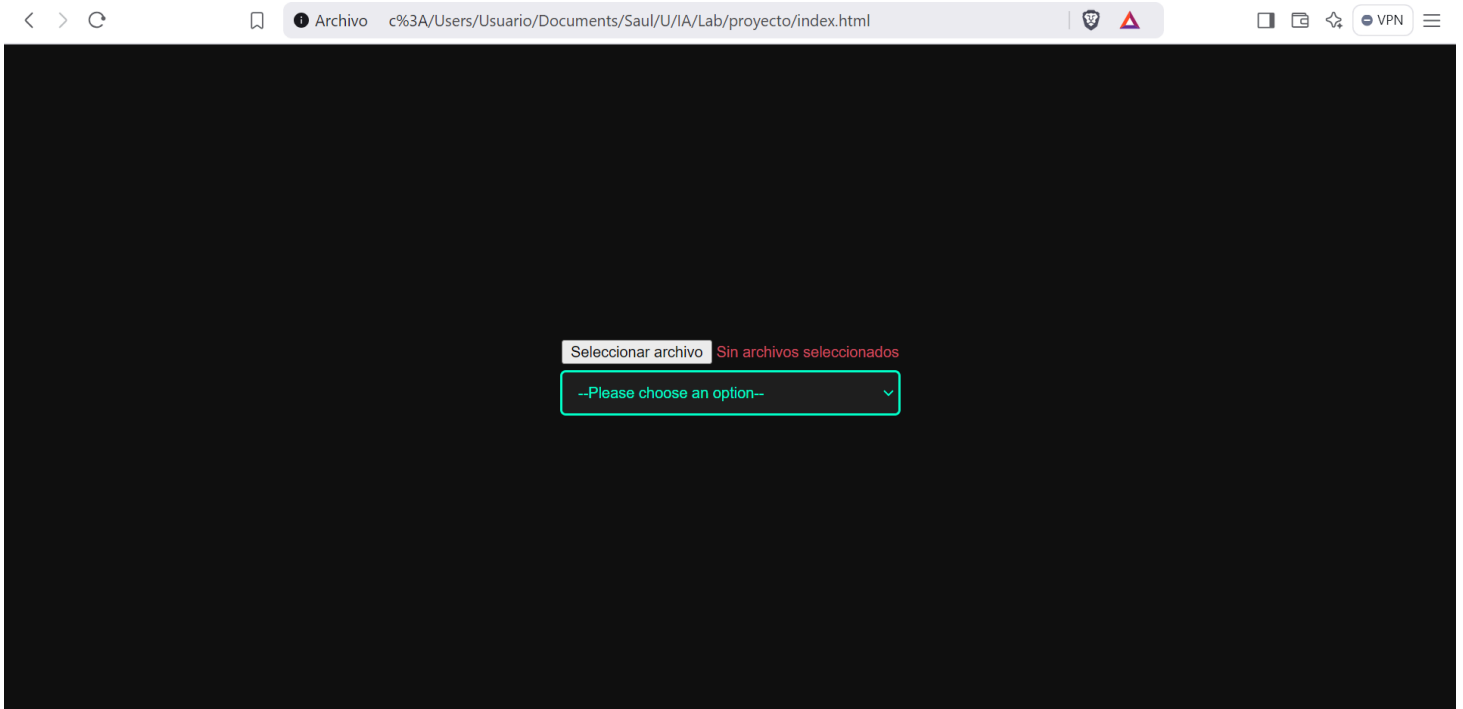 Archivo c%3A/Users/Usuario/Documents/Saul/U/IA/Lab/proyecto/index.html VPN
Seleccionar archivo Sin archivos seleccionados
--Please choose an option--